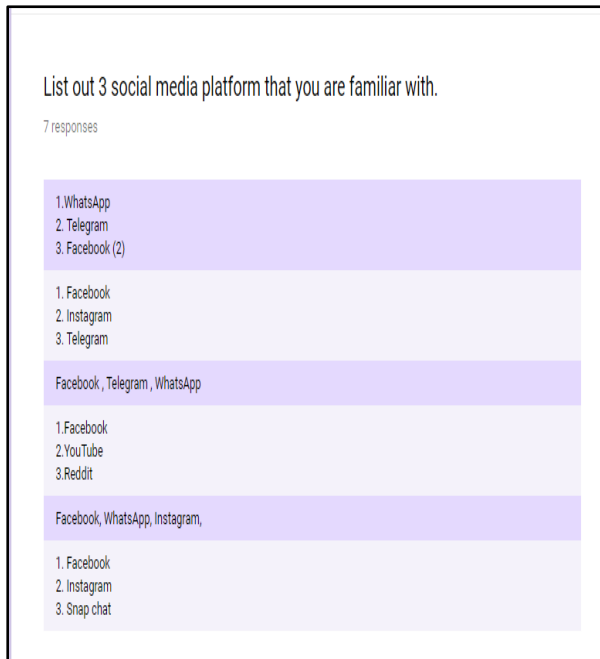 List out 3 social media platform that you are familiar with.
7 responses
1.WhatsApp
2. Telegram
3. Facebook (2)
1. Facebook
2. Instagram
3. Telegram
Facebook , Telegram , WhatsApp
1.Facebook
2.YouTube
3.Reddit
Facebook, WhatsApp, Instagram,
1. Facebook
2. Instagram
3. Snap chat